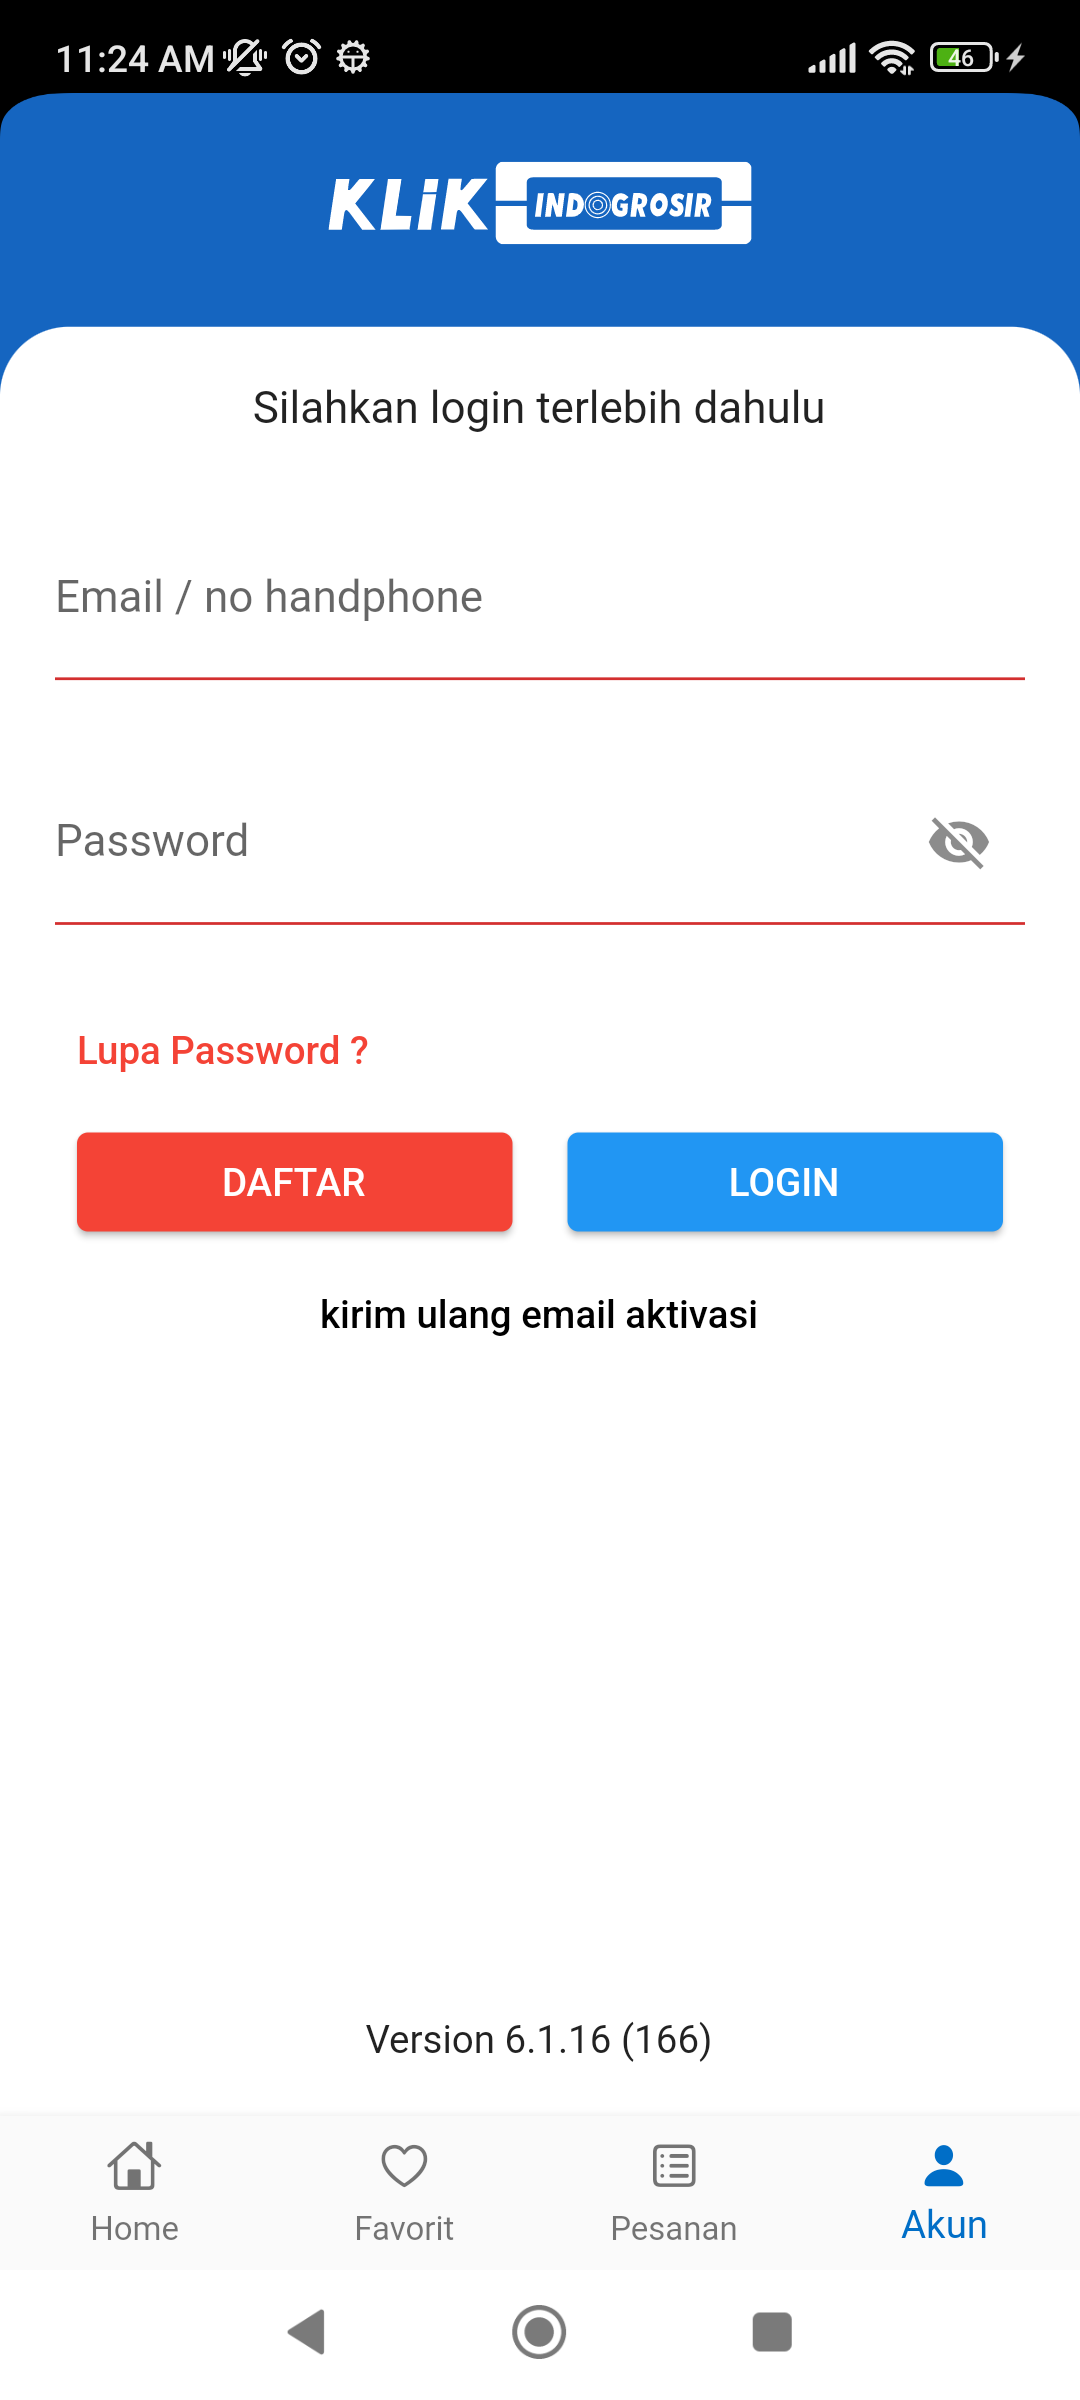 11:24 AM
46
KLiK INDOGROSIR
Silahkan login terlebih dahulu
Email / no handphone
Password
Lupa Password ?
DAFTAR
LOGIN
kirim ulang email aktivasi
Version 6.1.16 (166)
Home
Favorit
Pesanan
Akun